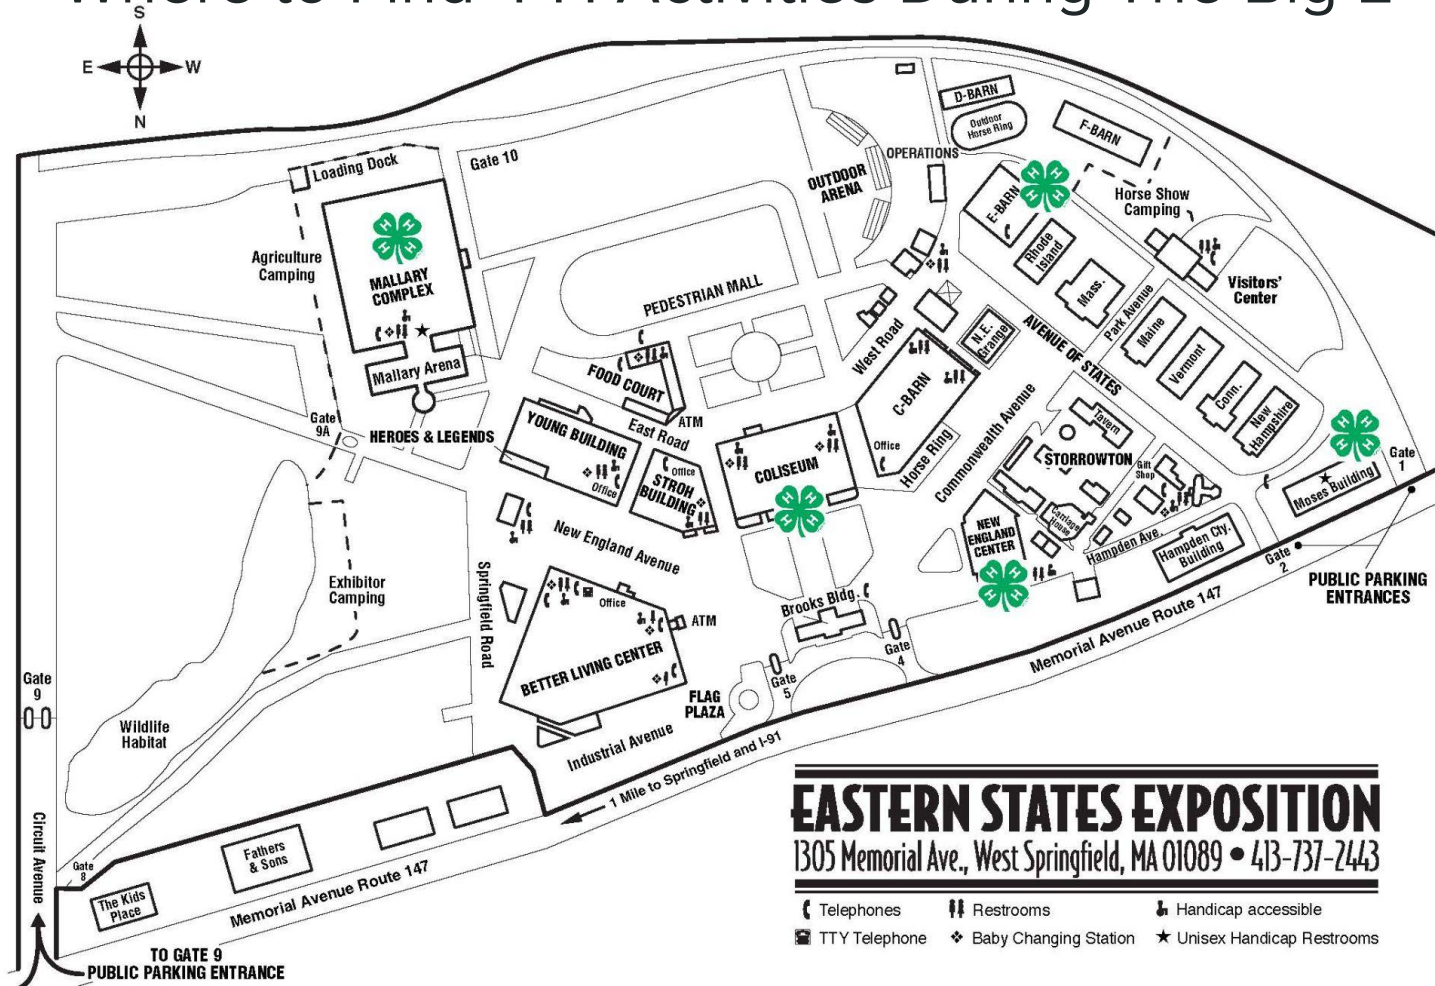 Where to Find 4-H Activities During The Big E
S
E
W
N
Loading Dock
Gate 10
D-BARN
Outdoor
Horse Ring
F-BARN
OPERATIONS
OUTDOOR
ARENA
E-BARN
Horse Show
Camping
Rhode
Island
Agriculture
Camping
H H
H H
MALLARY
COMPLEX
PEDESTRIAN MALL
Mass.
Visitors'
Center
Park Avenue
Maine
Vermont
Conn.
New
Hampshire
AVENUE OF STATES
N.E.
Grange
West Road
C-BARN
Office
Horse Ring
Commonwealth Avenue
Mallary Arena
FOOD COURT
ATM
East Road
Gate
9A
HEROES & LEGENDS
YOUNG BUILDING
Office
Office
STROH
BUILDING
COLISEUM
Tavern
STORROWTON
Gift
Shop
Carriage
House
Gate
1
Moses Building
NEW
ENGLAND
CENTER
Hampden Ave.
Hampden Cty.
Building
Gate
2
PUBLIC PARKING
ENTRANCES
New England Avenue
Springfield Road
Exhibitor
Camping
Office
ATM
BETTER LIVING CENTER
Brooks Bldg.
Gate
4
Gate
5
FLAG
PLAZA
Memorial Avenue Route 147
Gate
9
Wildlife
Habitat
Industrial Avenue
1 Mile to Springfield and I-91
Circuit Avenue
Gate
8
Fathers
& Sons
The Kids
Place
Memorial Avenue Route 147
TO GATE 9
PUBLIC PARKING ENTRANCE
EASTERN STATES EXPOSITION
1305 Memorial Ave., West Springfield, MA 01089 • 413-737-2443
Telephones
Restrooms
Handicap accessible
TTY Telephone
Baby Changing Station
Unisex Handicap Restrooms